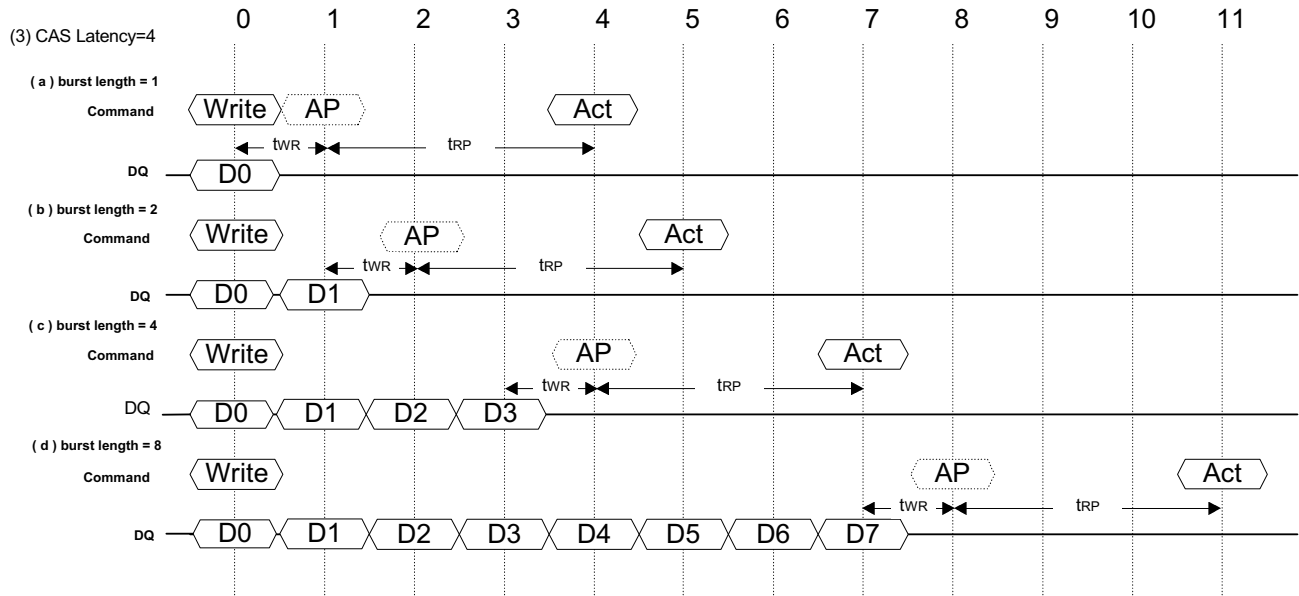 0 1 2 3 4 5 6 7 8 9 10 11
(3) CAS Latency=4
( a ) burst length = 1
Command Write AP Act
tWR tRP
DQ D0
( b ) burst length = 2
Command Write AP Act
tWR tRP
DQ D0 D1
( c ) burst length = 4
Command Write AP Act
tWR tRP
DQ D0 D1 D2 D3
( d ) burst length = 8
Command Write AP Act
tWR tRP
DQ D0 D1 D2 D3 D4 D5 D6 D7